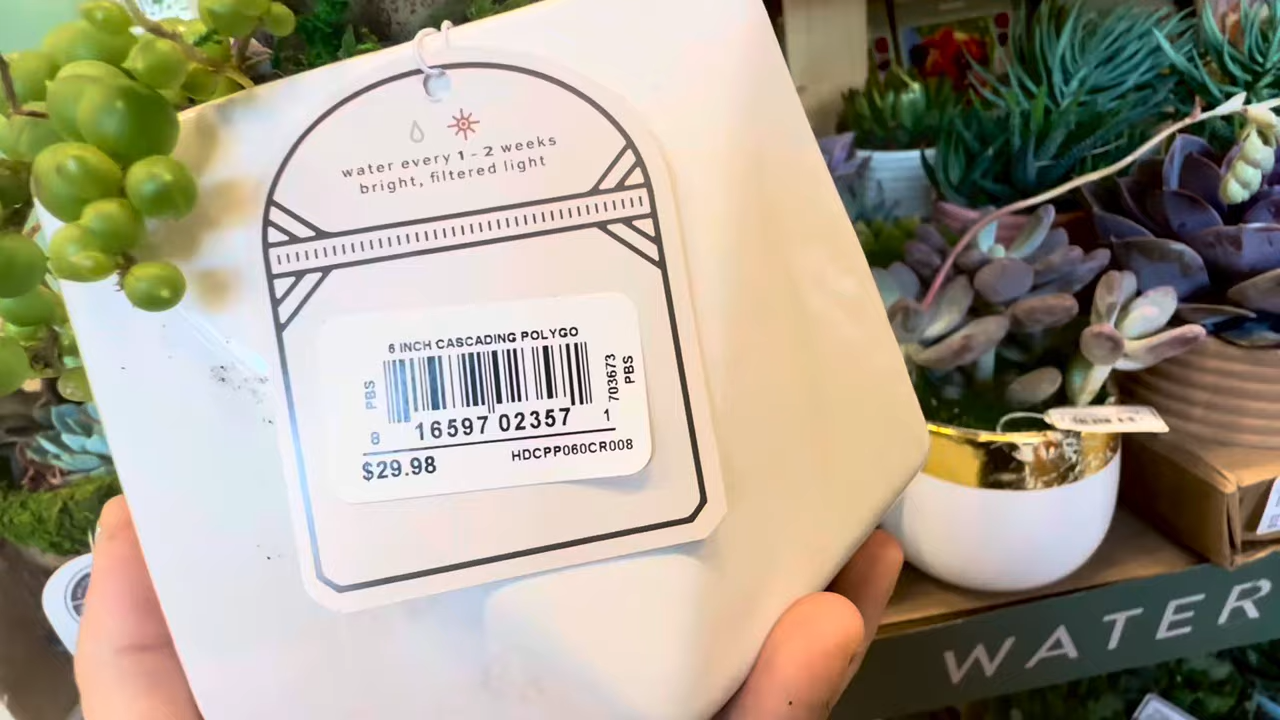 water every 1 - 2 weeks
bright, filtered light
6 INCH CASCADING POLYGO
PBS
703673
PBS
8 16597 02357 1
$29.98
HDCPP060CR008
WATER